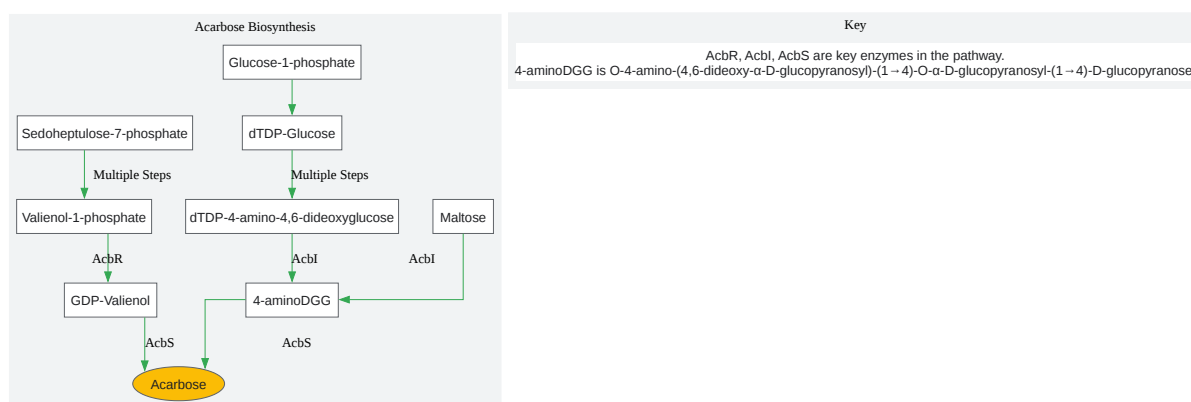 Acarbose Biosynthesis
Glucose-1-phosphate
Sedoheptulose-7-phosphate
dTDP-Glucose
Multiple Steps
Multiple Steps
Valienol-1-phosphate
dTDP-4-amino-4,6-dideoxyglucose
Maltose
AcbR
AcbI
AcbI
GDP-Valienol
4-aminoDGG
AcbS
AcbS
Acarbose
Key
AcbR, AcbI, AcbS are key enzymes in the pathway.
4-aminoDGG is O-4-amino-(4,6-dideoxy-α-D-glucopyranosyl)-(1→4)-O-α-D-glucopyranosyl-(1→4)-D-glucopyranose